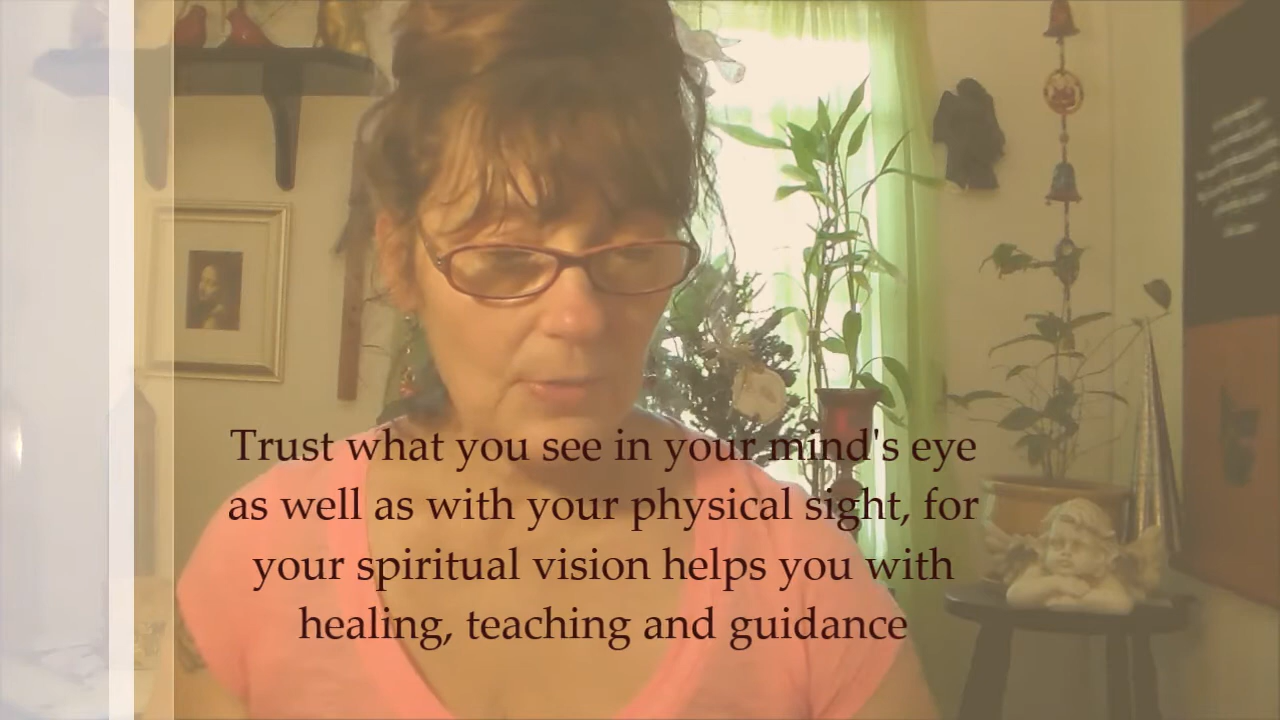 Trust what you see in your mind's eye
as well as with your physical sight, for
your spiritual vision helps you with
healing, teaching and guidance